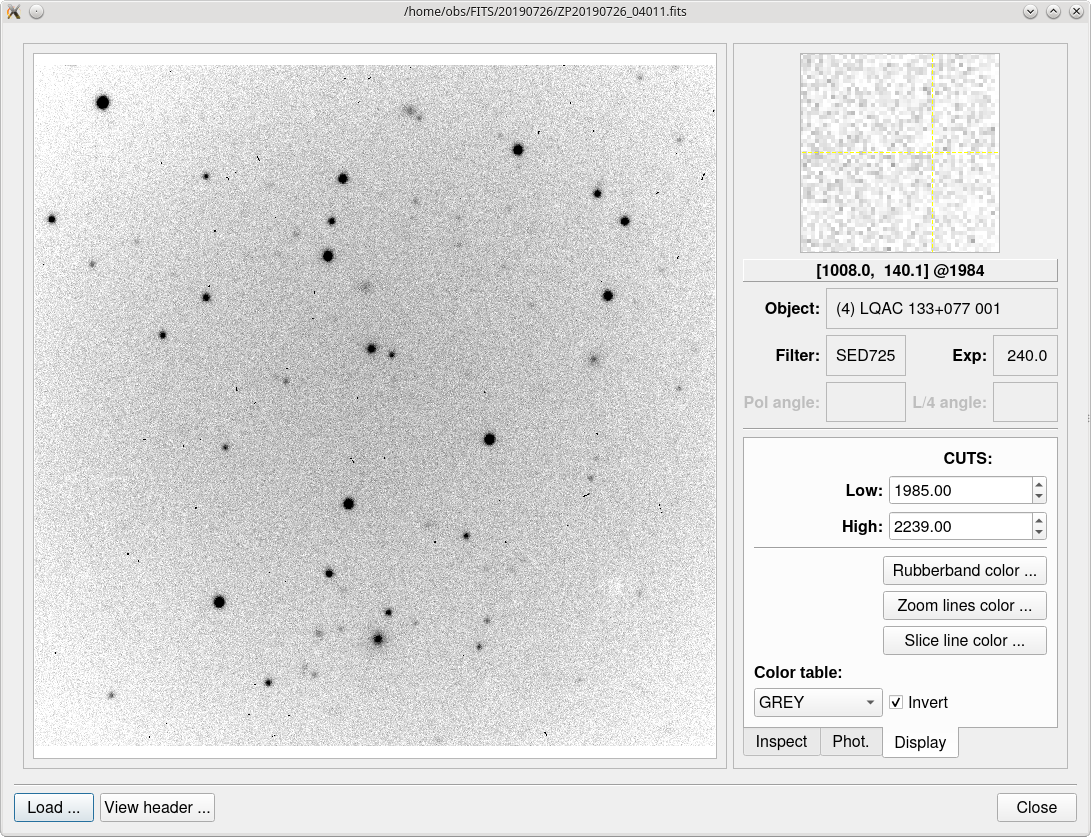 /home/obs/FITS/20190726/ZP20190726_04011.fits
[1008.0, 140.1] @1984
Object: (4) LQAC 133+077 001
Filter: SED725 Exp: 240.0
Pol angle: L/4 angle:
CUTS:
Low: 1985.00
High: 2239.00
Rubberband color ...
Zoom lines color ...
Slice line color ...
Color table:
GREY Invert
Inspect Phot. Display
Load ... View header ... Close